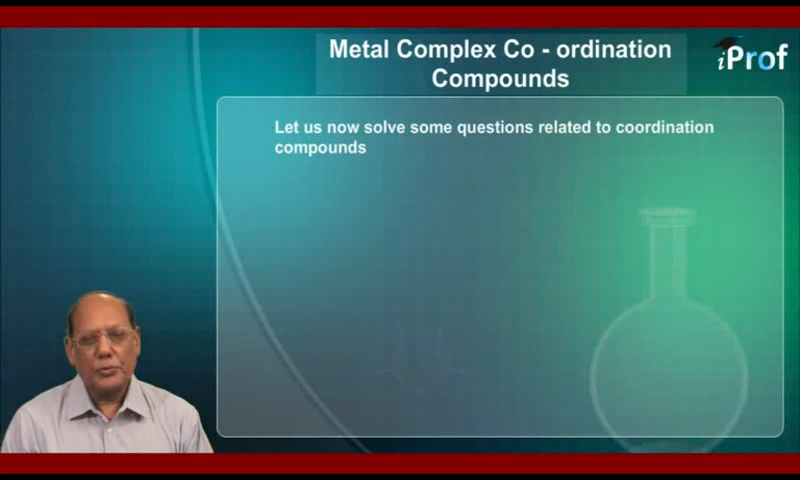 Metal Complex Co - ordination
Compounds
iProf
Let us now solve some questions related to coordination
compounds